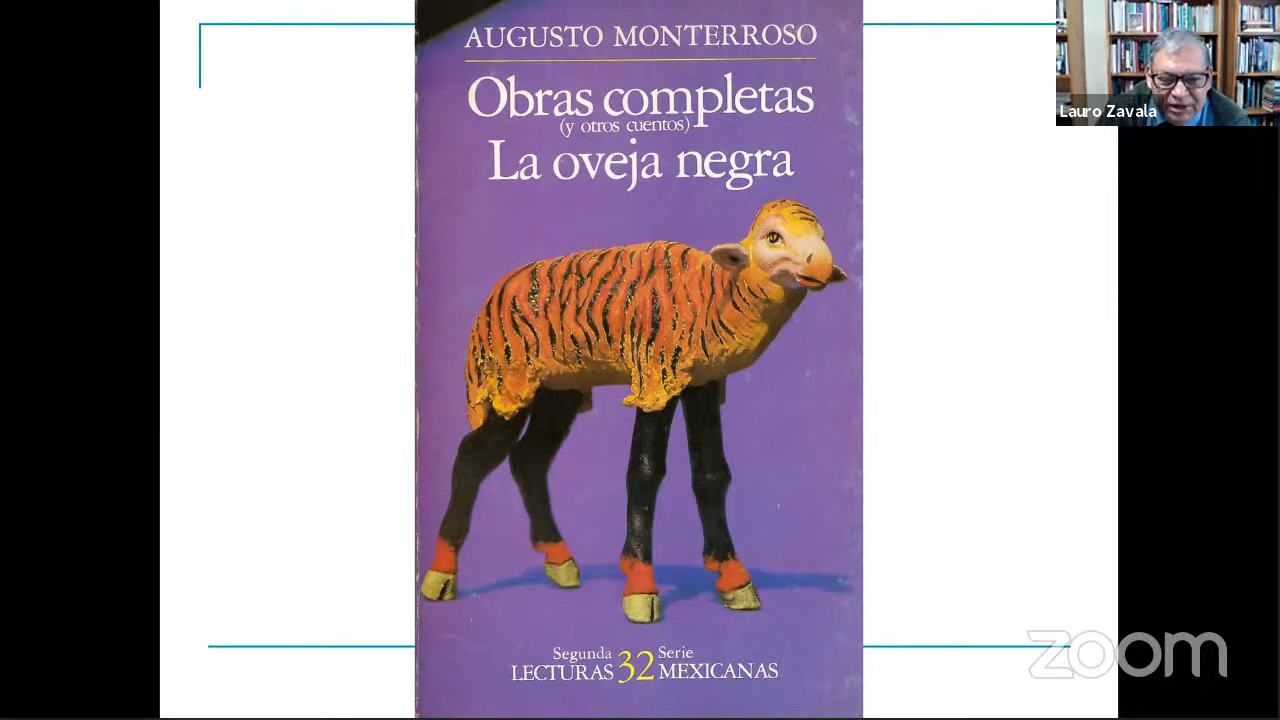 AUGUSTO MONTERROSO
Obras completas
(y otros cuentos)
La oveja negra
Segunda Serie
LECTURAS 32 MEXICANAS
Lauro Zavala
zoom